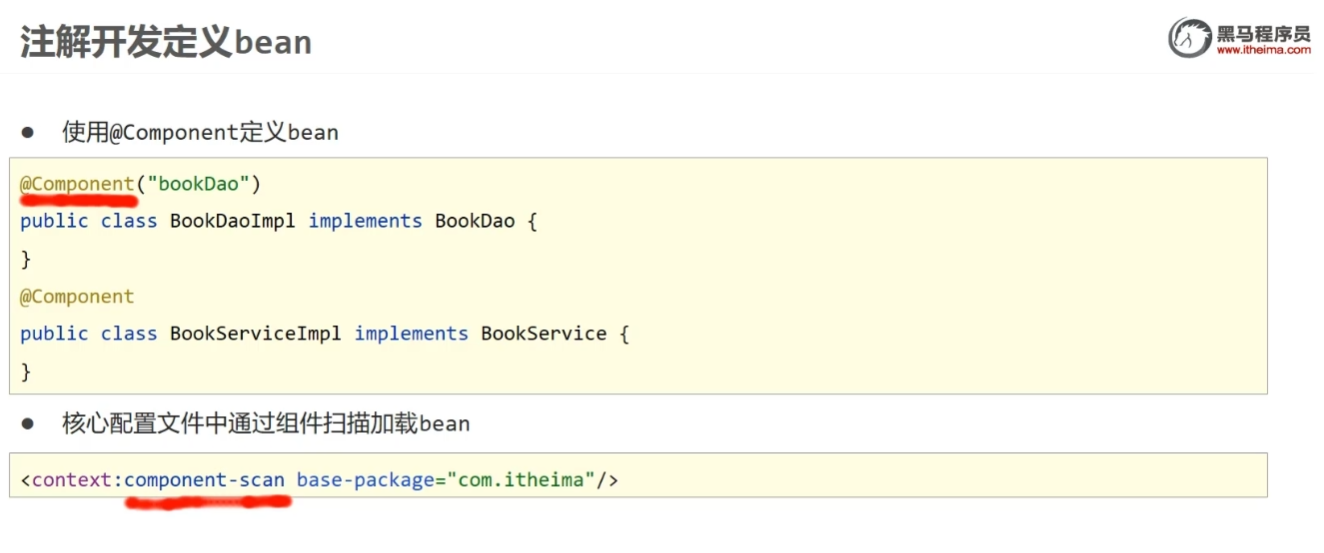 注解开发定义bean
黑马程序员
www.itheima.com
● 使用@Component定义bean
@Component("bookDao")
public class BookDaoImpl implements BookDao {
}
@Component
public class BookServiceImpl implements BookService {
}
● 核心配置文件中通过组件扫描加载bean
<context:component-scan base-package="com.itheima"/>